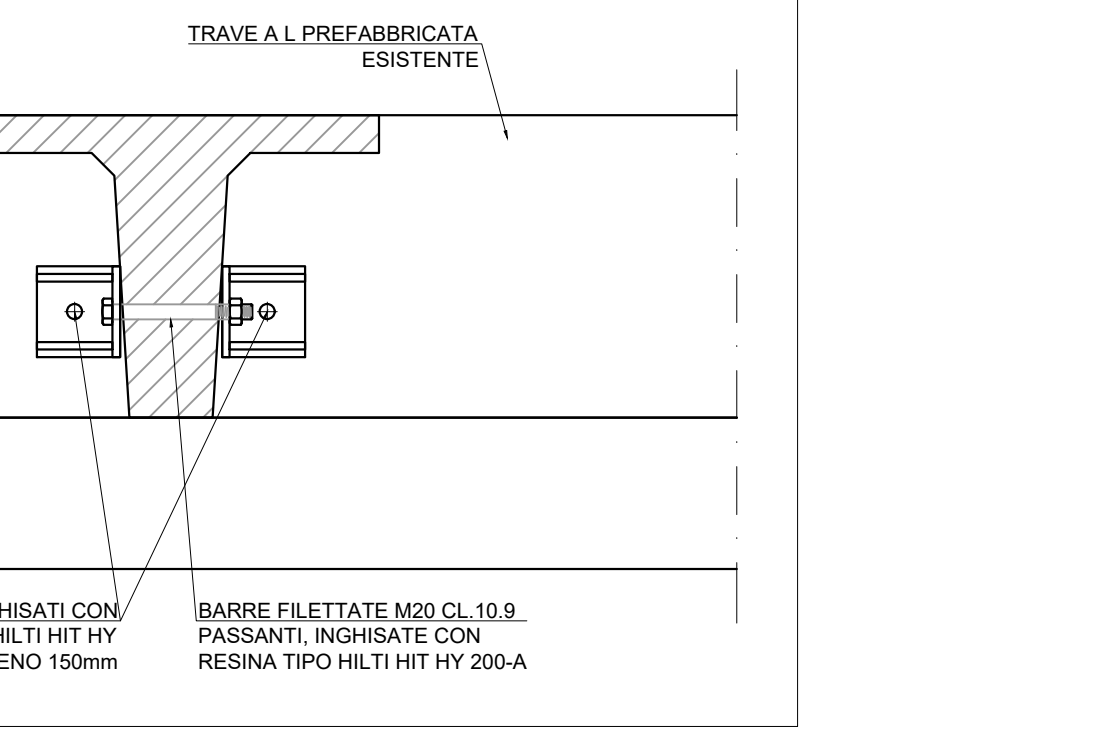 TRAVE A L PREFABBRICATA
ESISTENTE
HISATI CON
HILTI HIT HY
ENO 150mm
BARRE FILETTATE M20 CL.10.9
PASSANTI, INGHISATE CON
RESINA TIPO HILTI HIT HY 200-A